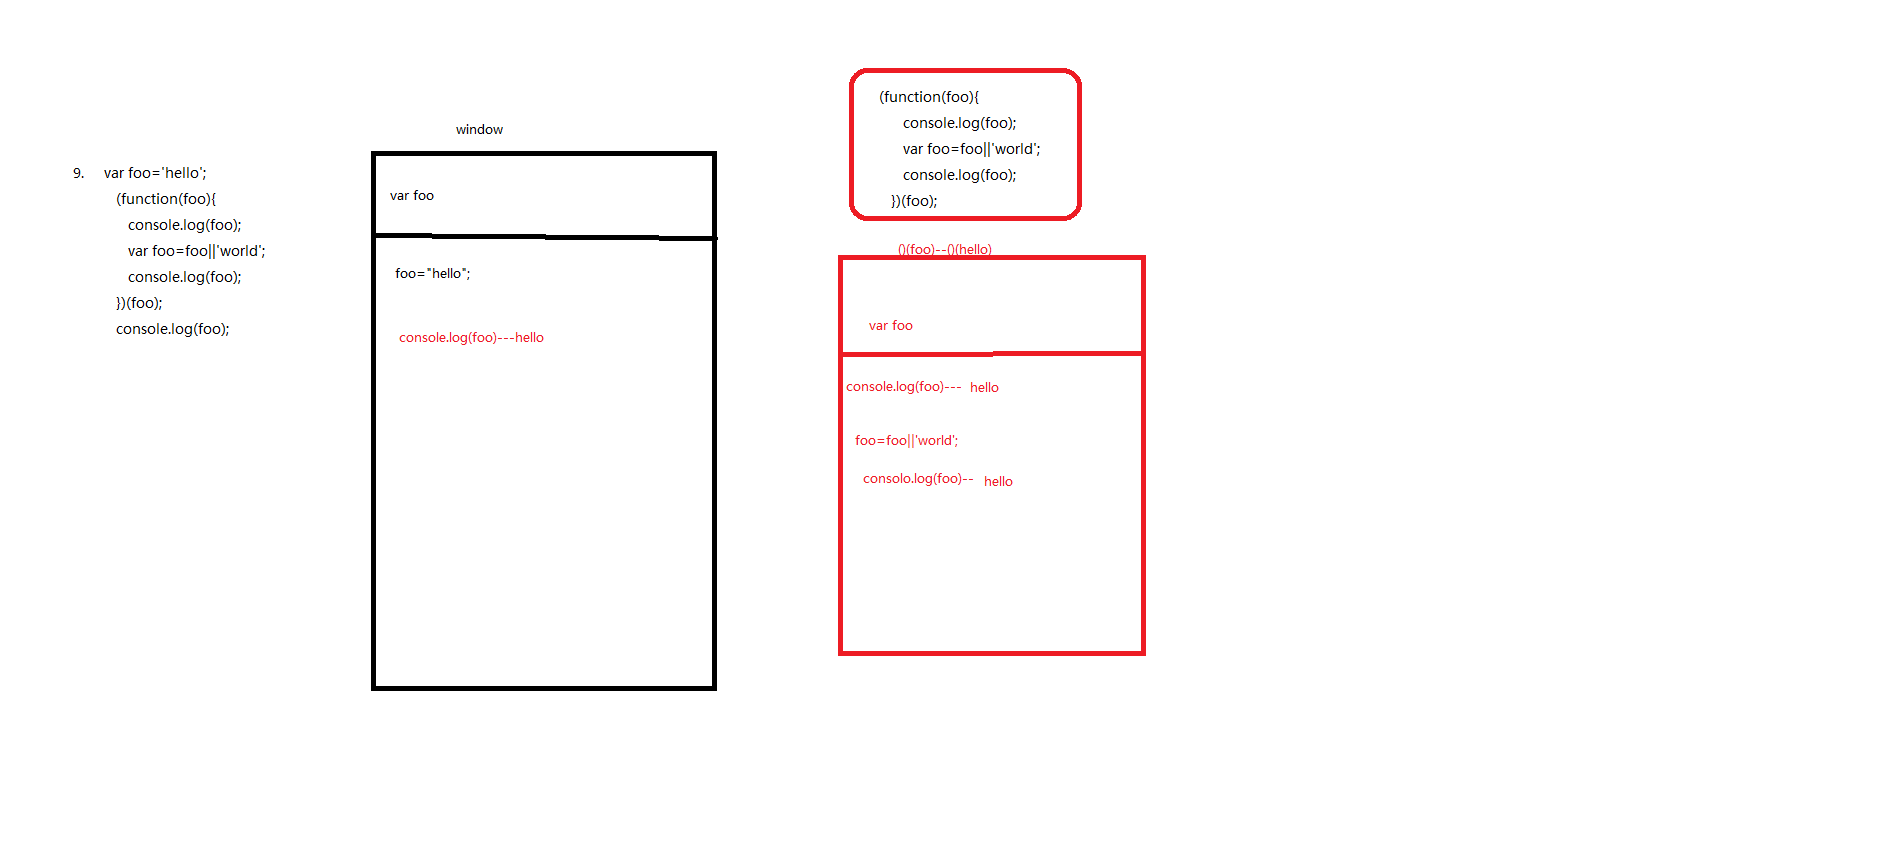 9. var foo='hello';
(function(foo){
console.log(foo);
var foo=foo||'world';
console.log(foo);
})(foo);
console.log(foo);
window
var foo
foo="hello";
console.log(foo)---hello
(function(foo){
console.log(foo);
var foo=foo||'world';
console.log(foo);
})(foo);
()(foo)--()(hello)
var foo
console.log(foo)--- hello
foo=foo||'world';
consolo.log(foo)-- hello